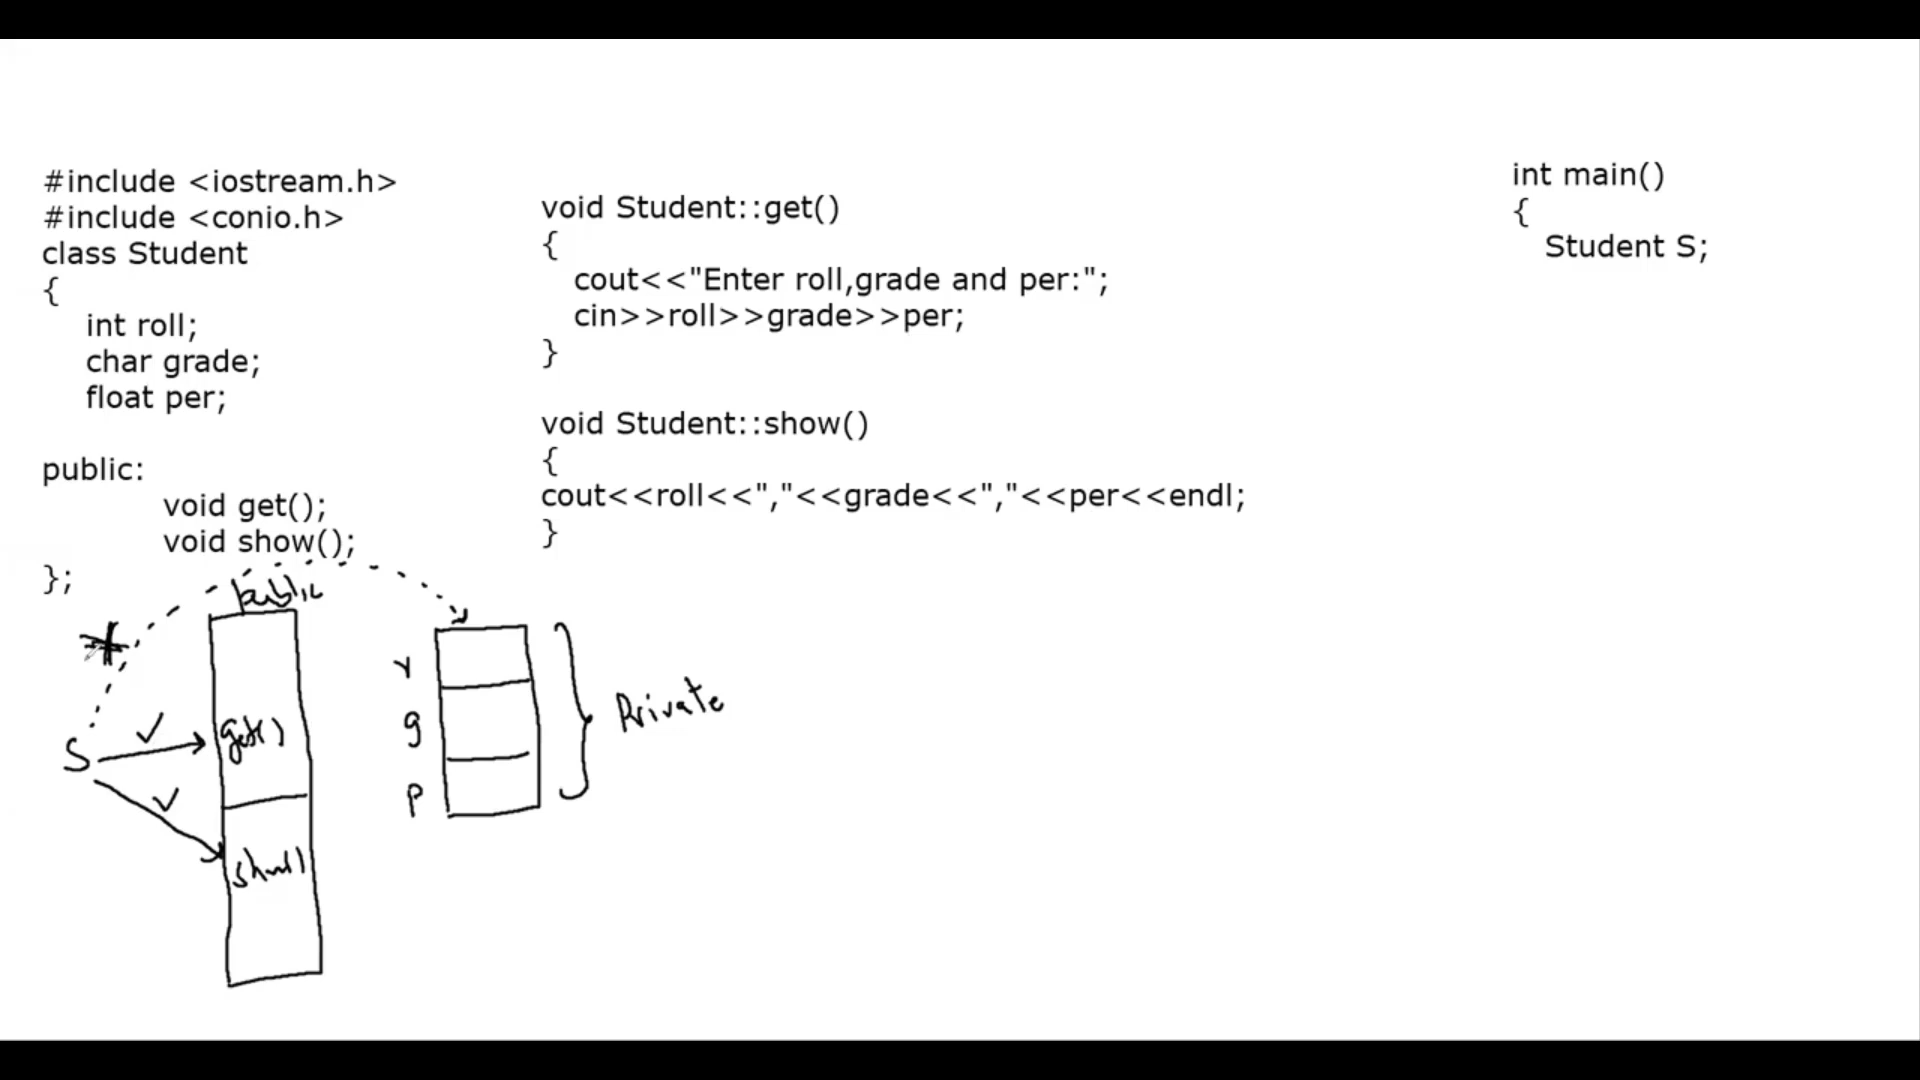 #include <iostream.h>
#include <conio.h>
class Student
{
int roll;
char grade;
float per;
public:
void get();
void show();
};
void Student::get()
{
cout<<"Enter roll,grade and per:";
cin>>roll>>grade>>per;
}
void Student::show()
{
cout<<roll<<","<<grade<<","<<per<<endl;
}
int main()
{
Student S;
public
S
get()
r
g
p
Private